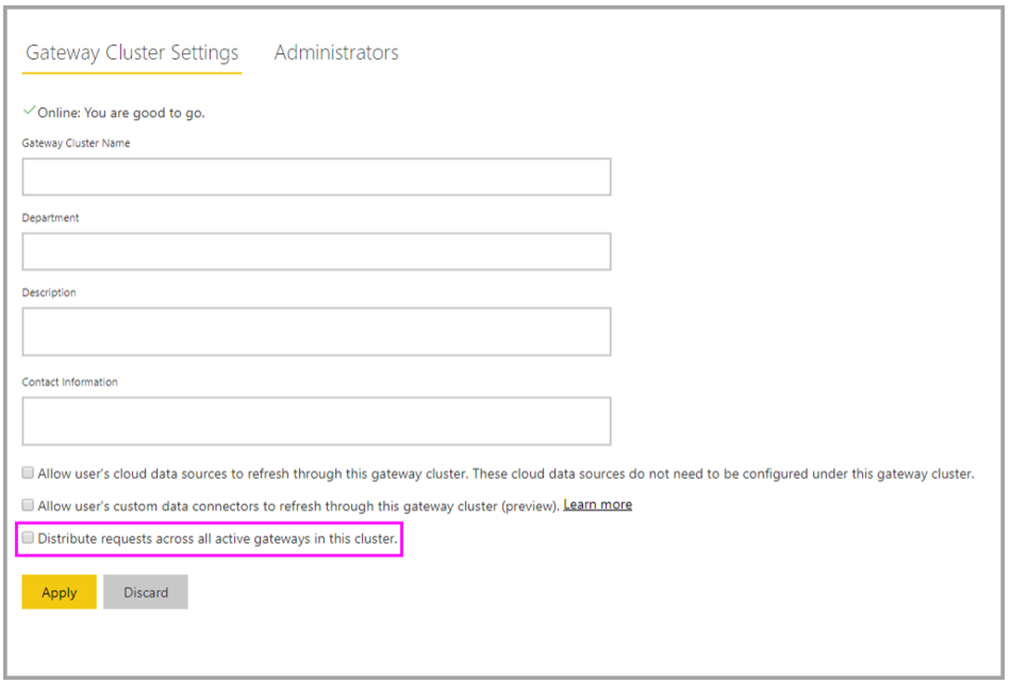 Gateway Cluster Settings
Administrators
Online: You are good to go.
Gateway Cluster Name
Department
Description
Contact Information
Allow user's cloud data sources to refresh through this gateway cluster. These cloud data sources do not need to be configured under this gateway cluster.
Allow user's custom data connectors to refresh through this gateway cluster (preview). Learn more
Distribute requests across all active gateways in this cluster.
Apply
Discard